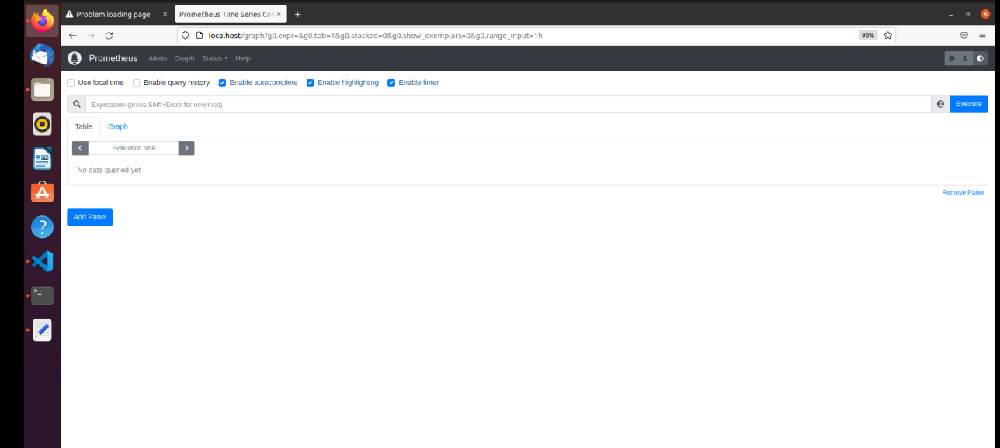 Problem loading page × Prometheus Time Series Col × +
localhost/graph?g0.expr=&g0.tab=1&g0.stacked=0&g0.show_exemplars=0&g0.range_input=1h 90%
Prometheus Alerts Graph Status Help
Use local time Enable query history Enable autocomplete Enable highlighting Enable linter
Expression (press Shift+Enter for newlines) Execute
Table Graph
Evaluation time
No data queried yet
Remove Panel
Add Panel